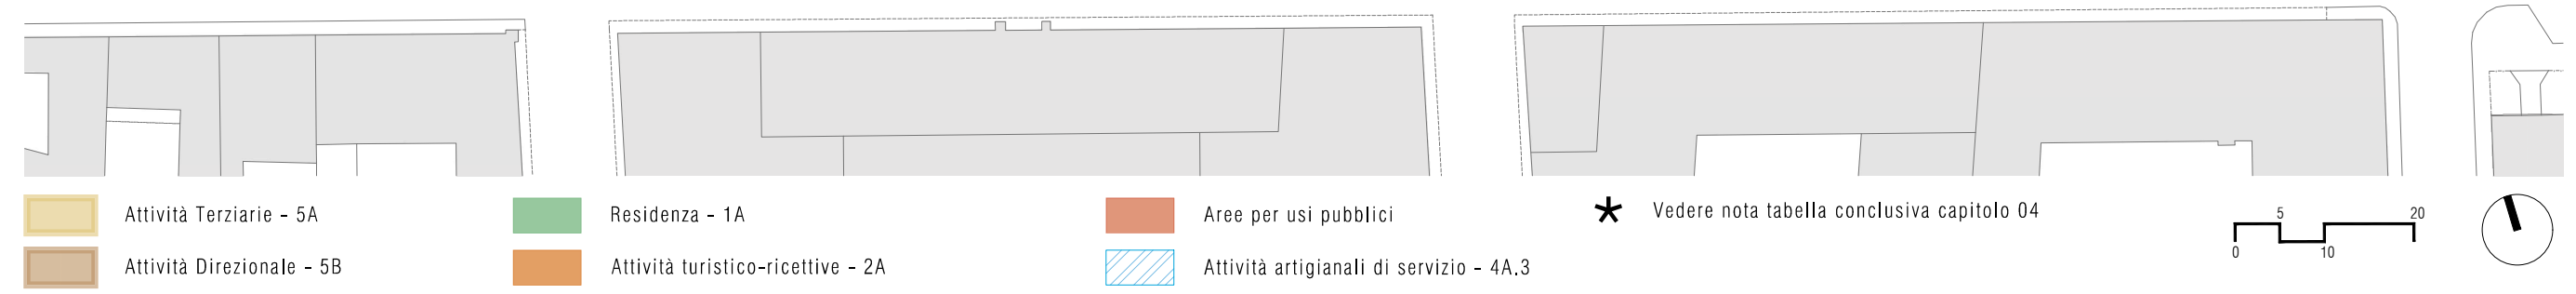 Attività Terziarie - 5A
Residenza - 1A
Aree per usi pubblici
* Vedere nota tabella conclusiva capitolo 04
Attività Direzionale - 5B
Attività turistico-ricettive - 2A
Attività artigianali di servizio - 4A.3
5 20
0 10